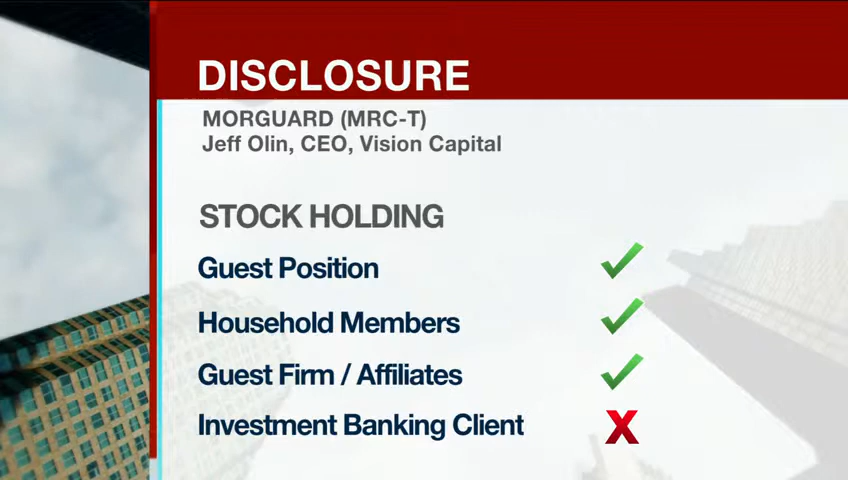 DISCLOSURE
MORGUARD (MRC-T)
Jeff Olin, CEO, Vision Capital
STOCK HOLDING
Guest Position
Household Members
Guest Firm / Affiliates
Investment Banking Client